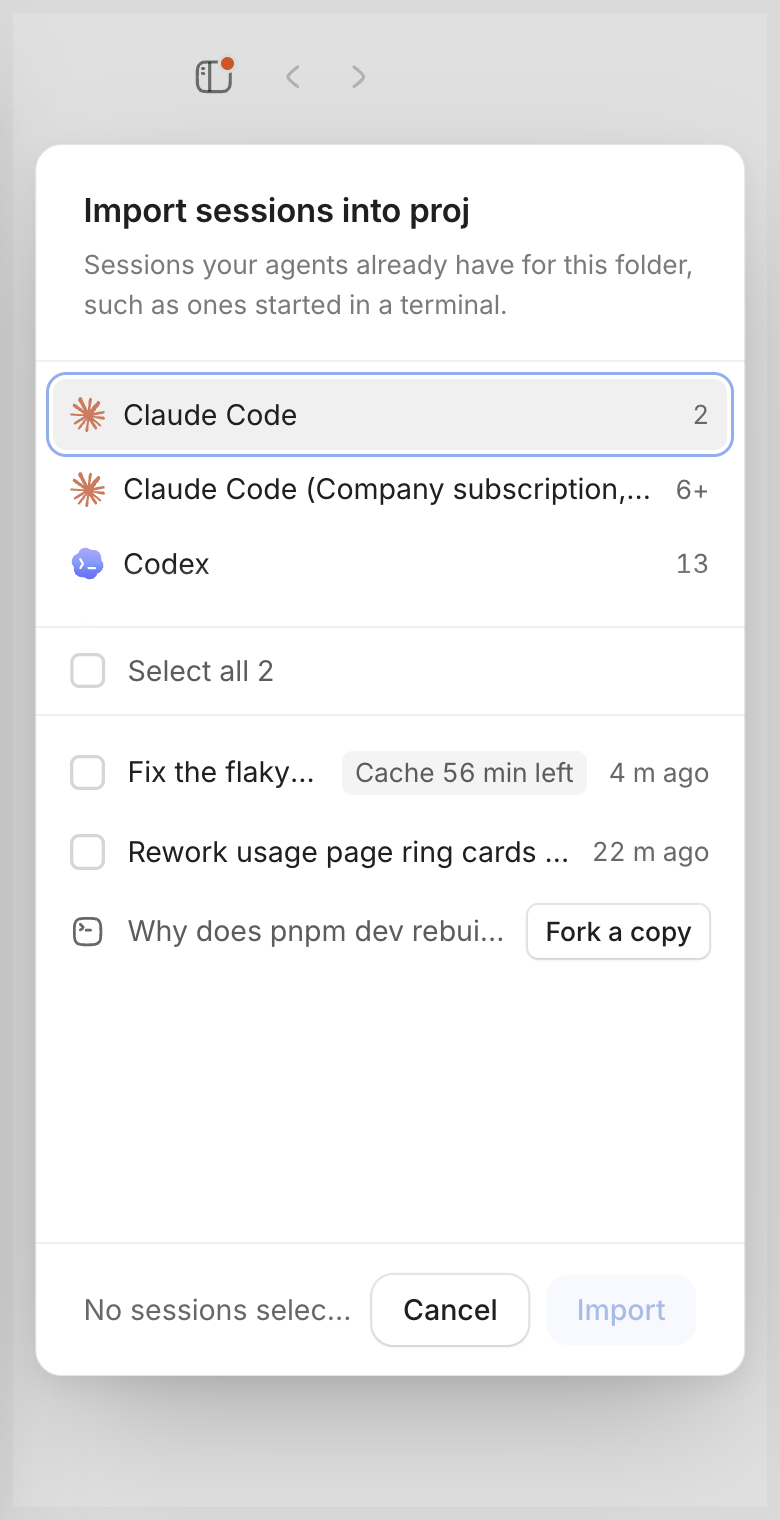 Import sessions into proj
Sessions your agents already have for this folder,
such as ones started in a terminal.
Claude Code 2
Claude Code (Company subscription,... 6+
Codex 13
Select all 2
Fix the flaky... Cache 56 min left 4 m ago
Rework usage page ring cards ... 22 m ago
Why does pnpm dev rebui... Fork a copy
No sessions selec... Cancel Import